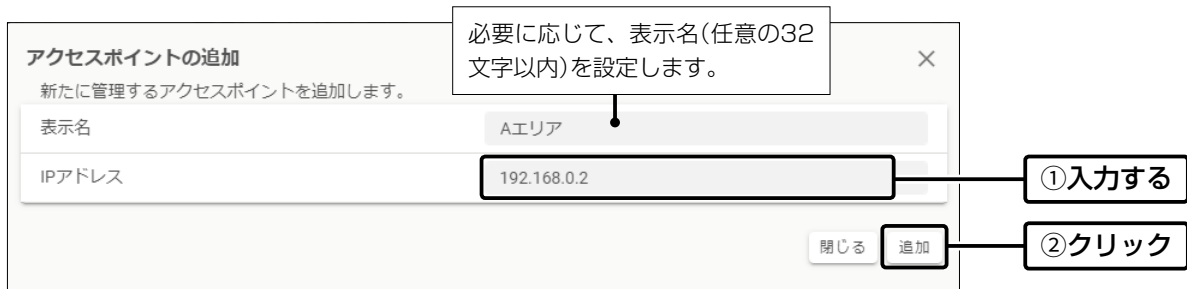 必要に応じて、表示名(任意の32
文字以内)を設定します。
アクセスポイントの追加
新たに管理するアクセスポイントを追加します。
表示名 Aエリア
IPアドレス 192.168.0.2
①入力する
閉じる 追加
②クリック